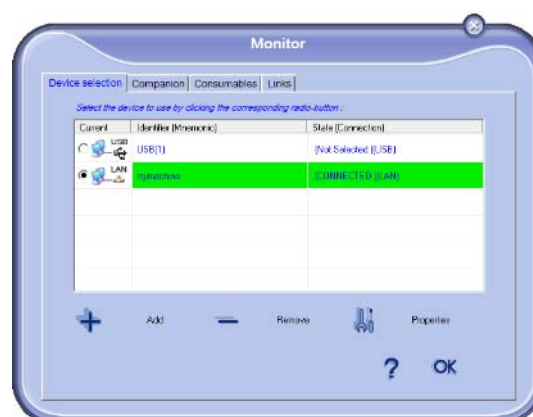 Monitor
Device selection Companion Consumables Links
Select the device to use by clicking the corresponding radio-button :
Current Identifier (Mnemonic) State (Connection)
USB USB(1) (Not Selected )(USB)
LAN mymachine (CONNECTED )(LAN)
Add Remove Properties
? OK